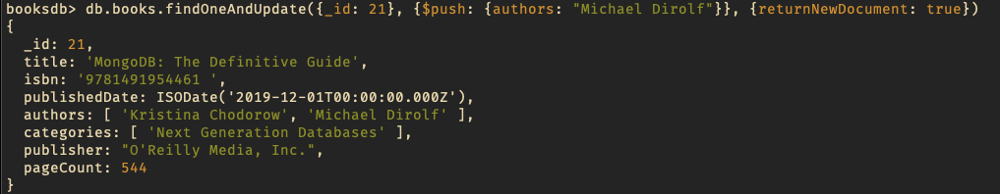 booksdb> db.books.findOneAndUpdate({_id: 21}, {$push: {authors: "Michael Dirolf"}}, {returnNewDocument: true})
{
  _id: 21,
  title: 'MongoDB: The Definitive Guide',
  isbn: '9781491954461 ',
  publishedDate: ISODate('2019-12-01T00:00:00.000Z'),
  authors: [ 'Kristina Chodorow', 'Michael Dirolf' ],
  categories: [ 'Next Generation Databases' ],
  publisher: "O'Reilly Media, Inc.",
  pageCount: 544
}